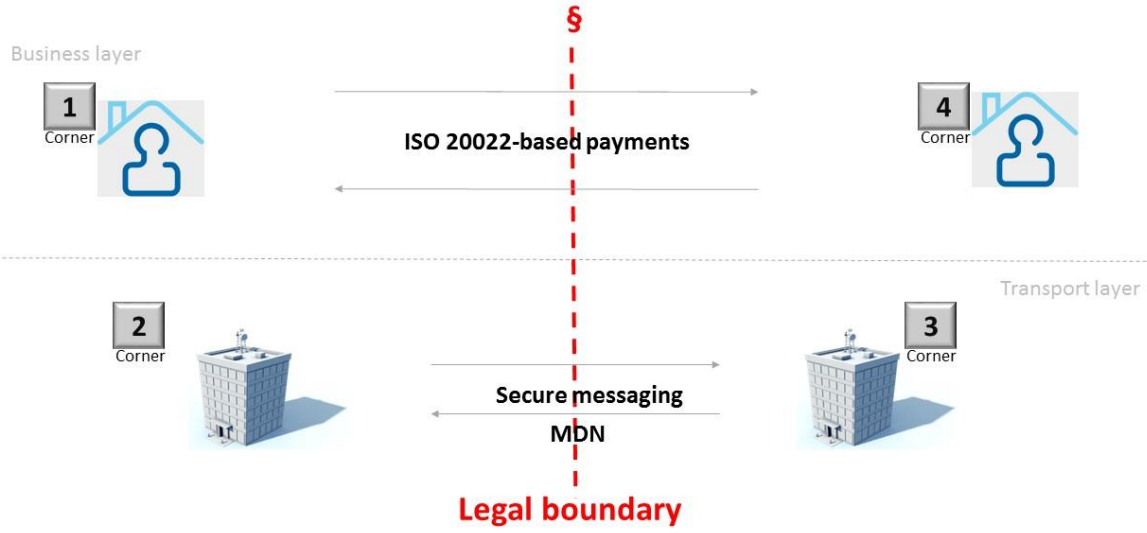 §
Business layer
1
Corner
4
Corner
ISO 20022-based payments
Transport layer
2
Corner
3
Corner
Secure messaging
MDN
Legal boundary